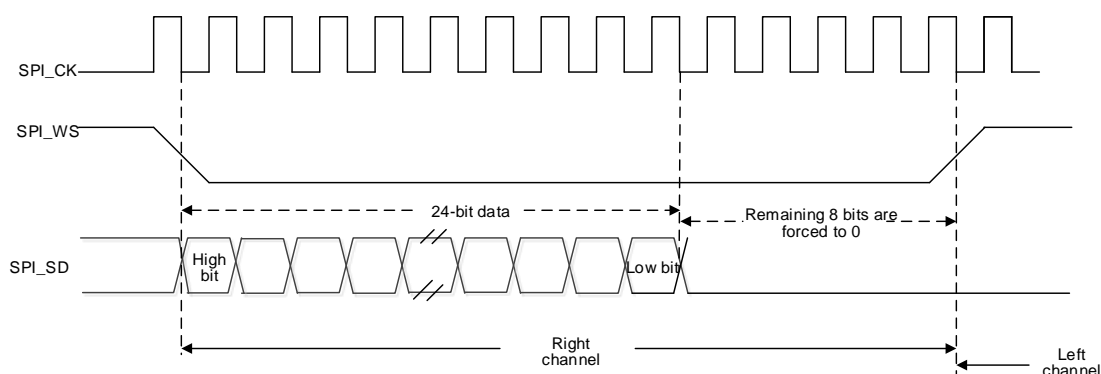 SPI_CK
SPI_WS
24-bit data
Remaining 8 bits are
forced to 0
SPI_SD
High
bit
Low bit
Right
channel
Left
channel